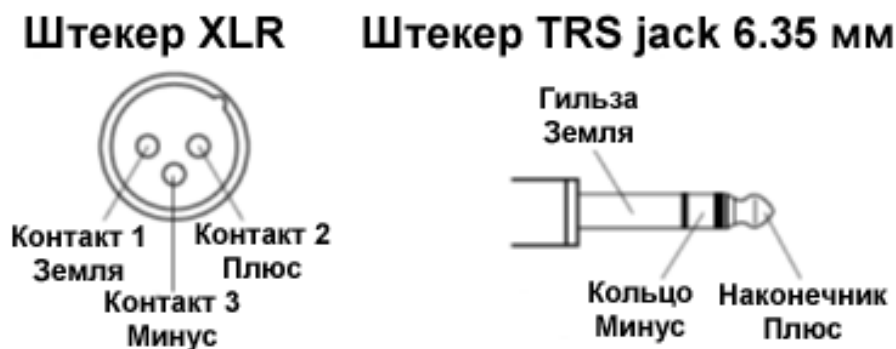 Штекер XLR
Штекер TRS jack 6.35 мм
Контакт 1
Земля
Контакт 2
Плюс
Контакт 3
Минус
Гильза
Земля
Кольцо
Минус
Наконечник
Плюс